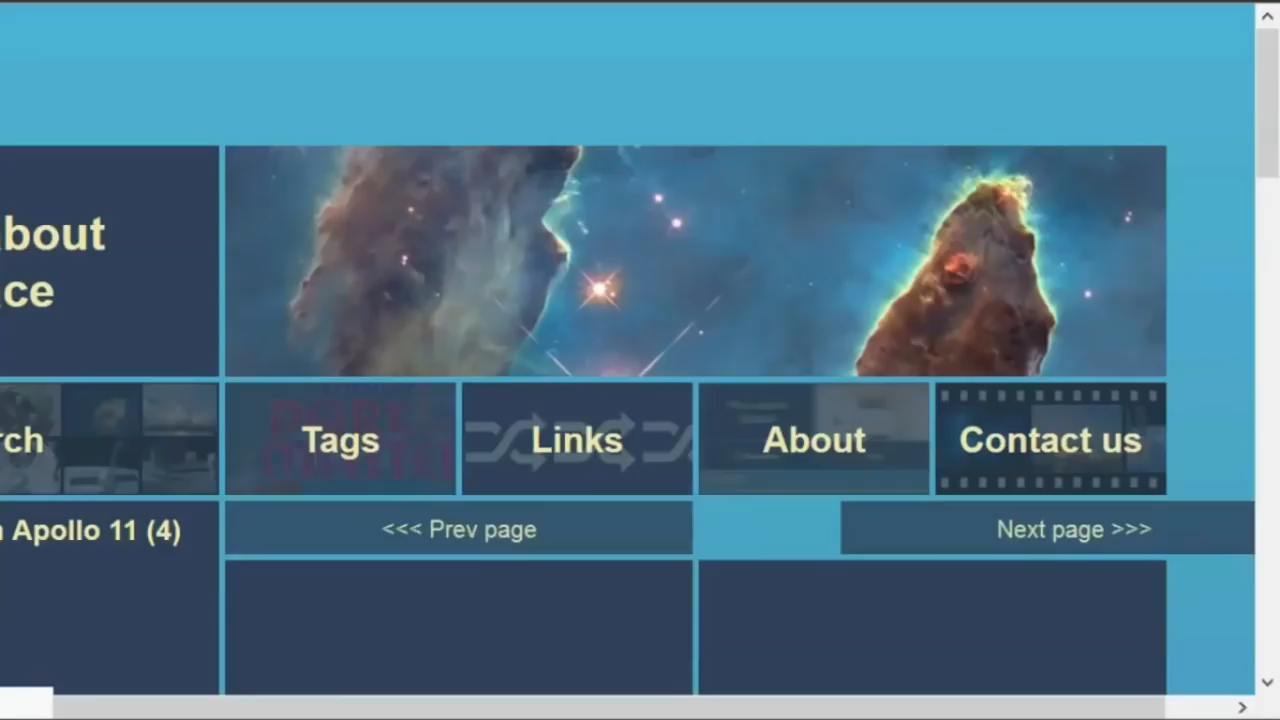 bout
ce
rch
Tags
Links
About
Contact us
Apollo 11 (4)
<<< Prev page
Next page >>>